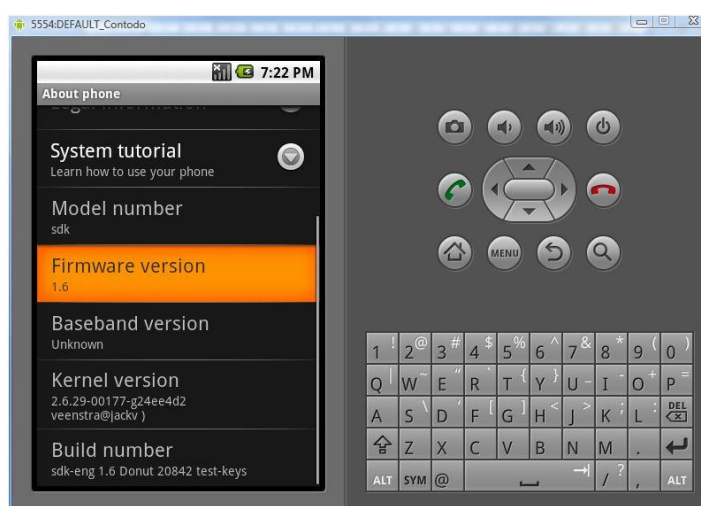 5554:DEFAULT_Contodo
7:22 PM
About phone
Legal information
System tutorial
Learn how to use your phone
Model number
sdk
Firmware version
1.6
Baseband version
Unknown
Kernel version
2.6.29-00177-g24ee4d2
veenstra@jackv )
Build number
sdk-eng 1.6 Donut 20842 test-keys
MENU
1 ! 2 @ 3 # 4 $ 5 % 6 ^ 7 & 8 * 9 ( 0 )
Q | W ~ E " R ` T { Y } U - I - O + P =
A S \ D ' F [ G ] H < J > K ; L : DEL
Z X C V B N M .
ALT SYM @ / ? , ALT